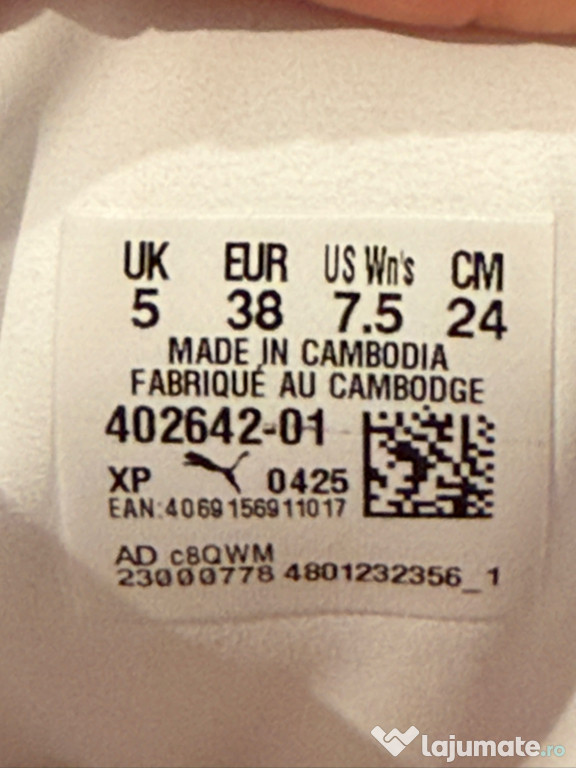 UK EUR US Wn's CM
5 38 7.5 24
MADE IN CAMBODIA
FABRIQUÉ AU CAMBODGE
402642-01
XP 0425
EAN:4069156911017
AD c8QWM
23000778 4801232356_1
lajumate.ro